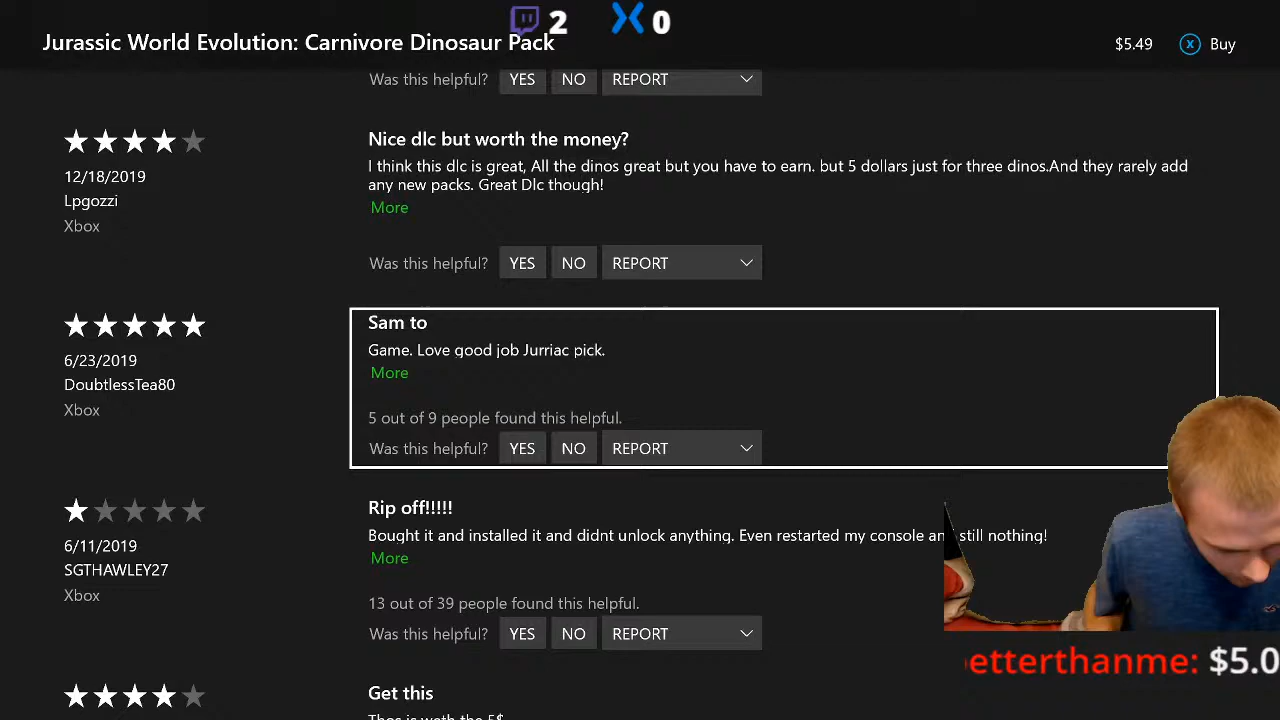 2 0
Jurassic World Evolution: Carnivore Dinosaur Pack
$5.49 X Buy
Was this helpful? YES NO REPORT
Nice dlc but worth the money?
12/18/2019
Lpgozzi
Xbox
I think this dlc is great, All the dinos great but you have to earn. but 5 dollars just for three dinos.And they rarely add
any new packs. Great Dlc though!
More
Was this helpful? YES NO REPORT
6/23/2019
DoubtlessTea80
Xbox
Sam to
Game. Love good job Jurriac pick.
More
5 out of 9 people found this helpful.
Was this helpful? YES NO REPORT
6/11/2019
SGTHAWLEY27
Xbox
Rip off!!!!!
Bought it and installed it and didnt unlock anything. Even restarted my console an still nothing!
More
13 out of 39 people found this helpful.
Was this helpful? YES NO REPORT
etterthanme: $5.0
Get this
Thos is weth the 5$